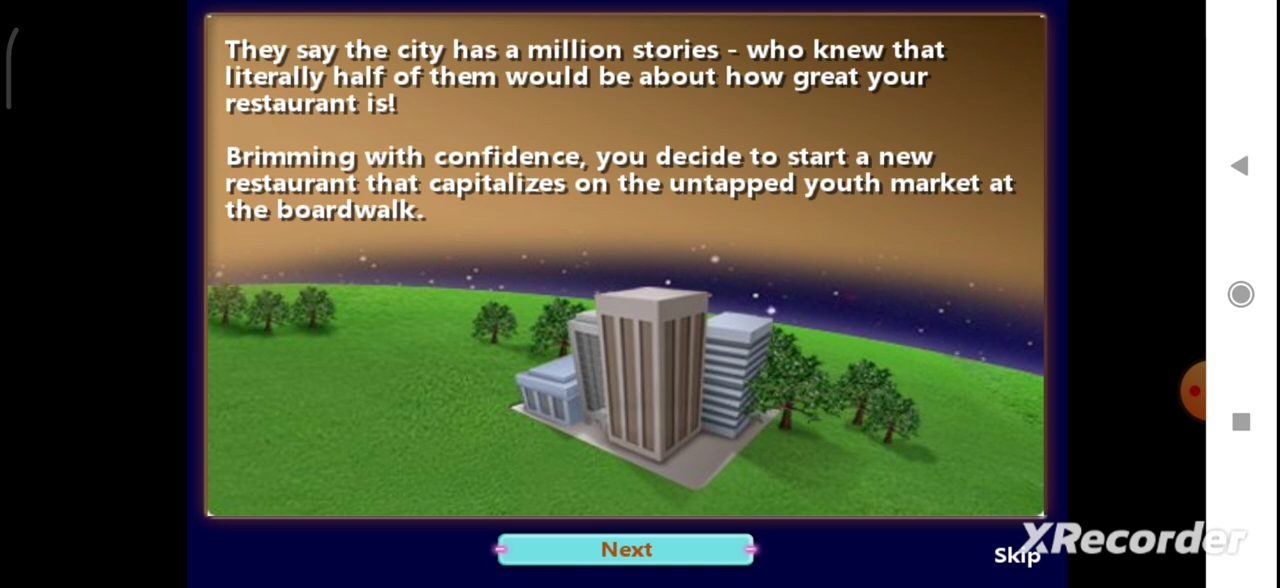 They say the city has a million stories - who knew that
literally half of them would be about how great your
restaurant is!
Brimming with confidence, you decide to start a new
restaurant that capitalizes on the untapped youth market at
the boardwalk.
Next
Skip
XRecorder